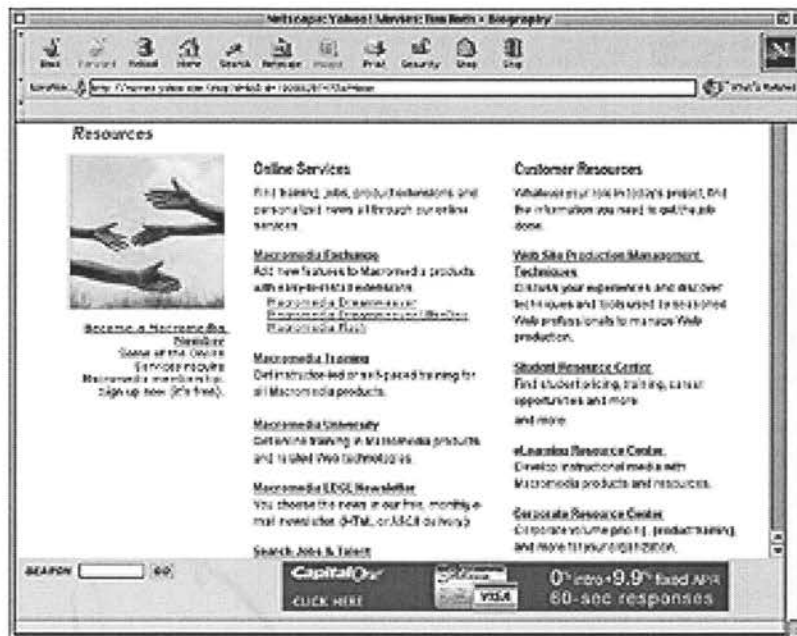 Netscape: Yahoo! Movies: Tim Roth - Biography
Back Forward Reload Home Search Netscape Images Print Security Shop Stop
Location: http://movies.yahoo.com/
What's Related
Resources
Become a Macromedia
Member
Some of the Online
Services require
Macromedia membership.
Sign up now (it's free).
Online Services
Find training, jobs, product extensions and
personalized news all through our online
services.
Macromedia Exchange
Add new features to Macromedia products
with easy-to-install extensions.
Macromedia Dreamweaver
Macromedia Dreamweaver UltraDev
Macromedia Flash
Macromedia Training
Get instructor-led or self-paced training for
all Macromedia products.
Macromedia University
Get online training in Macromedia products
and related Web technologies.
Macromedia EDGE Newsletter
You choose the news in our free, monthly e-
mail newsletter. (HTML or ASCII delivery)
Search Jobs & Talent
Customer Resources
Whatever your role in today's project, find
the information you need to get the job
done.
Web Site Production Management
Techniques
Discuss your experiences and discover
techniques and tools used by seasoned
Web professionals to manage Web
production.
Student Resource Center
Find student pricing, training, career
opportunities and more
and more.
eLearning Resource Center
Develop instructional media with
Macromedia products and resources.
Corporate Resource Center
Corporate volume pricing, product training,
and more for your organization.
SEARCH GO
CapitalOne
CLICK HERE
VISA
0% intro + 9.9% fixed APR
60-sec responses